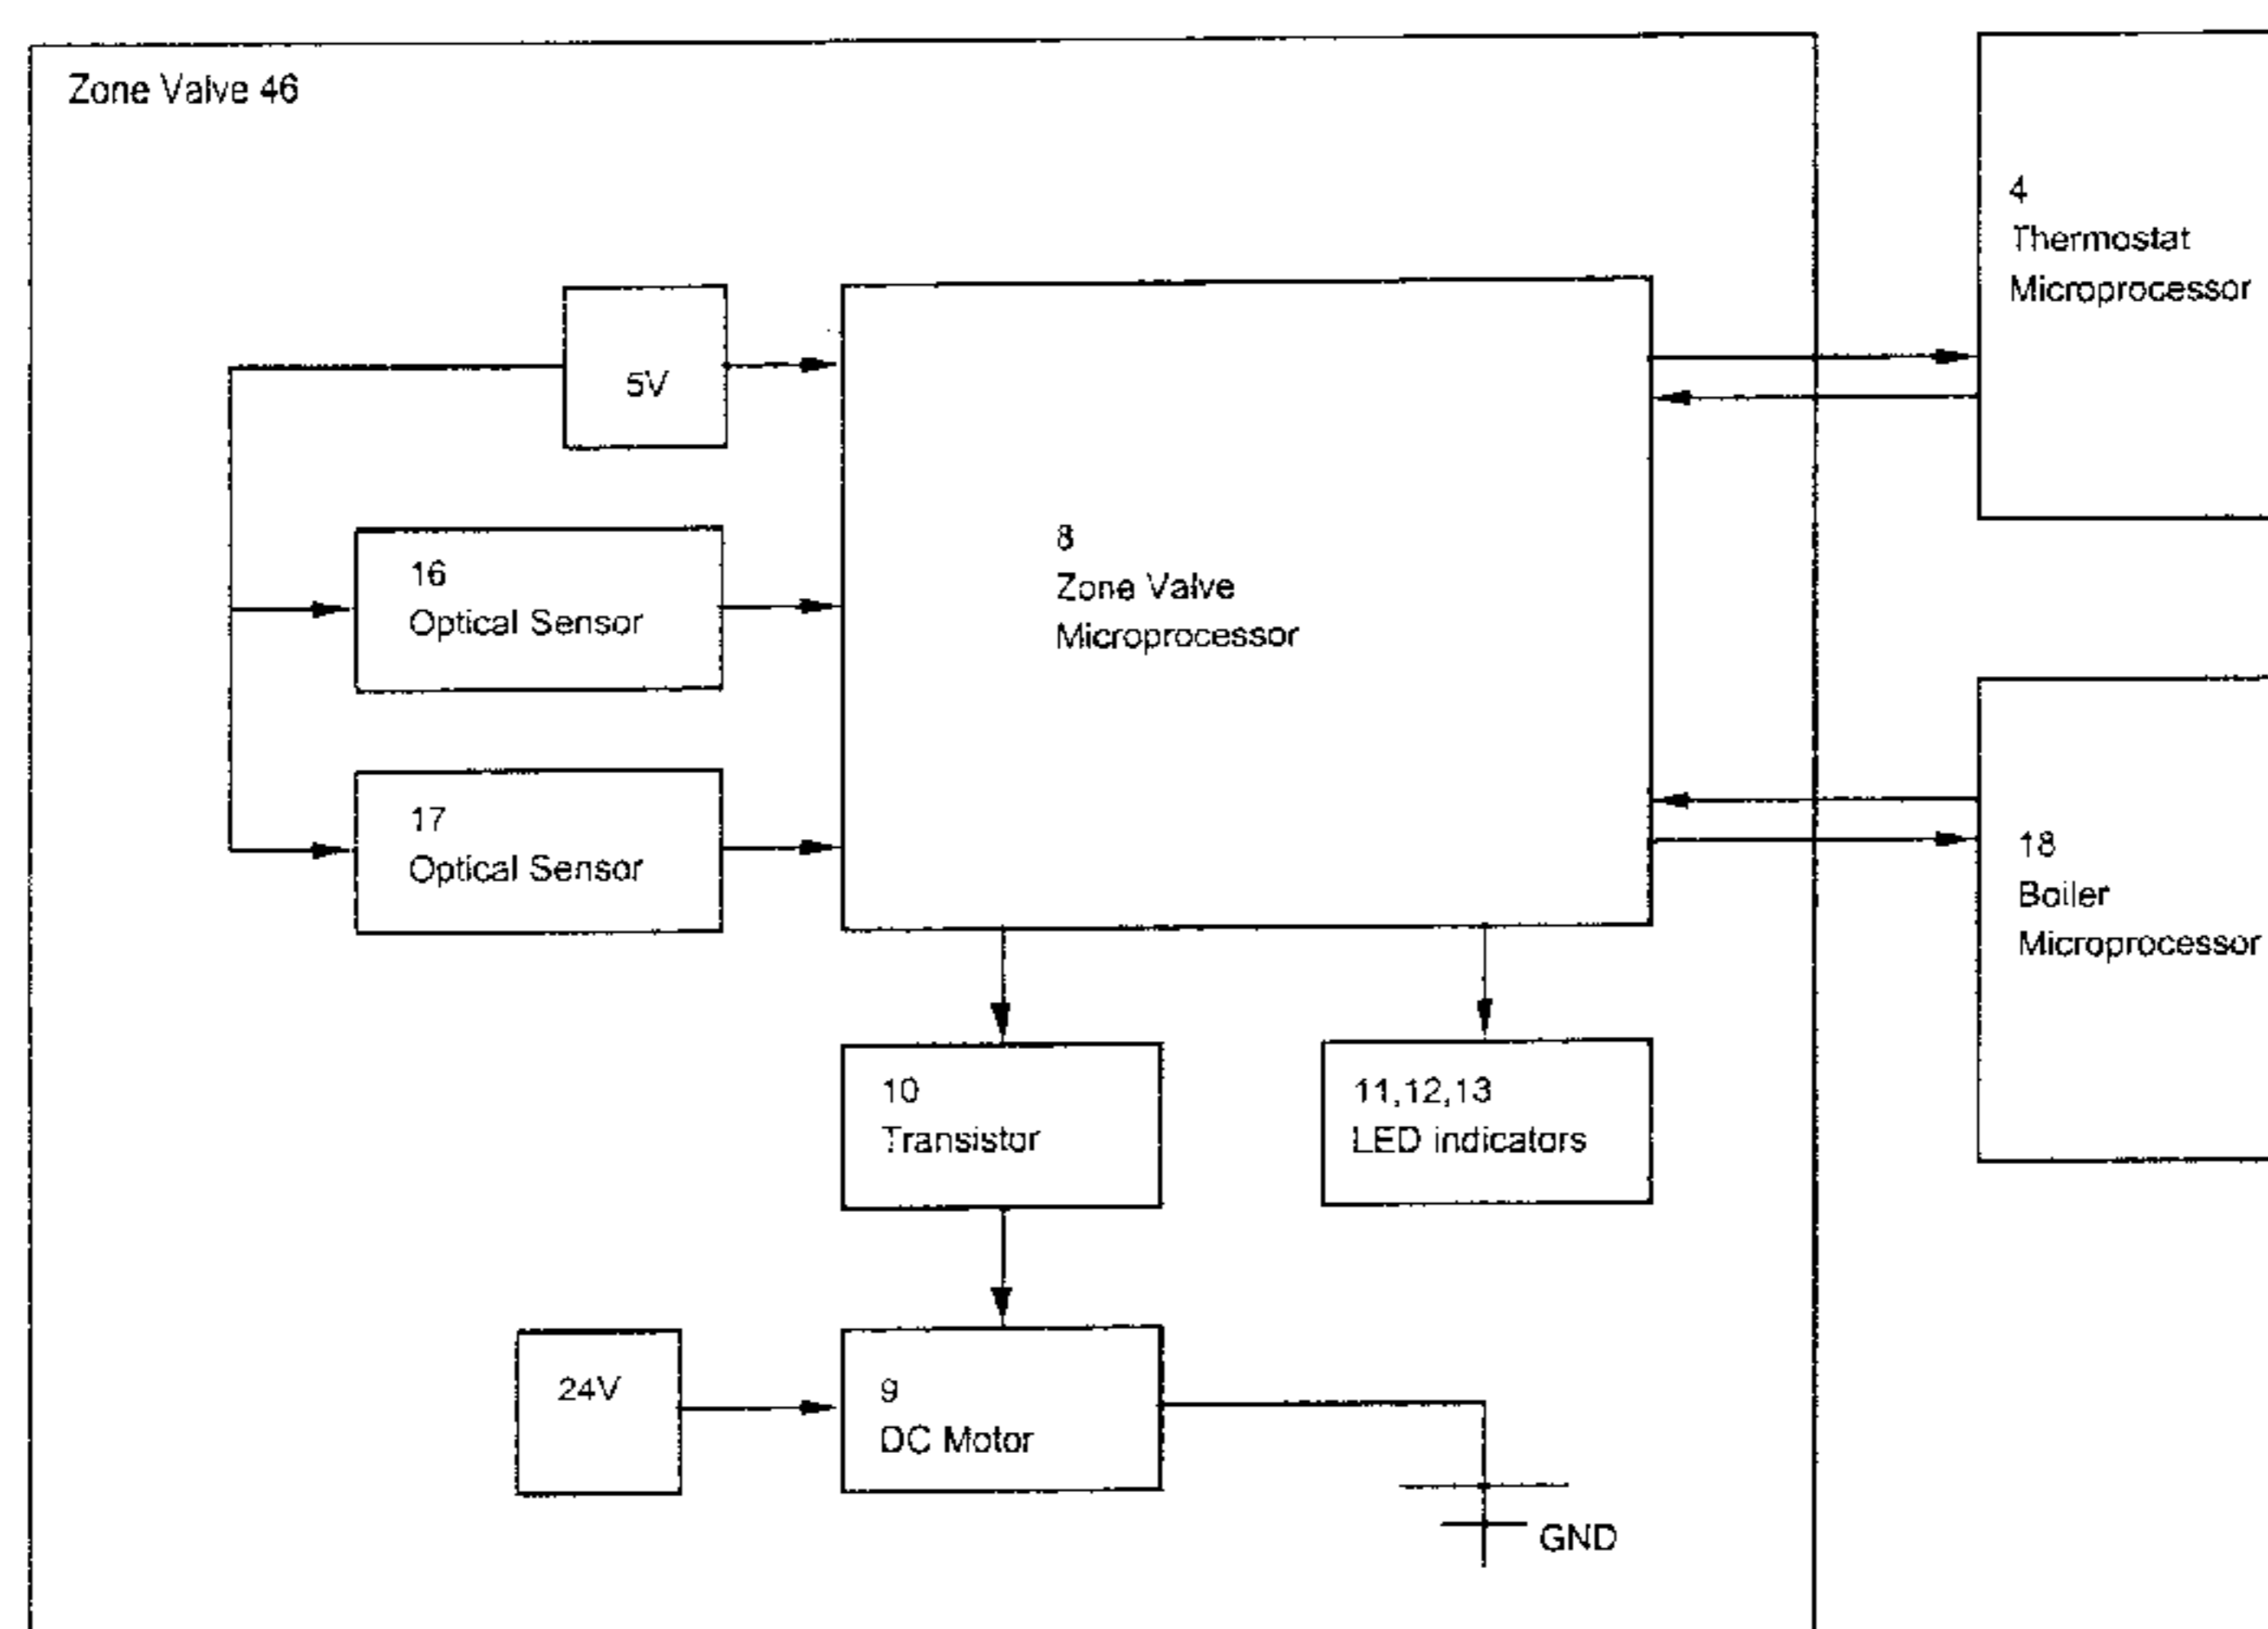 Zone Valve 46
4
Thermostat
Microprocessor
5V
8
Zone Valve
Microprocessor
16
Optical Sensor
17
Optical Sensor
18
Boiler
Microprocessor
10
Transistor
11,12,13
LED indicators
24V
9
DC Motor
GND